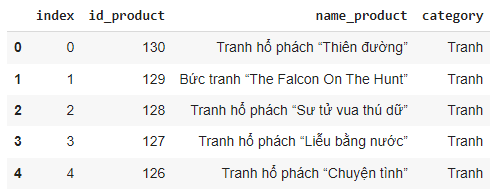 index id_product name_product category
0 0 130 Tranh hổ phách “Thiên đường” Tranh
1 1 129 Bức tranh “The Falcon On The Hunt” Tranh
2 2 128 Tranh hổ phách “Sư tử vua thú dữ” Tranh
3 3 127 Tranh hổ phách “Liễu bằng nước” Tranh
4 4 126 Tranh hổ phách “Chuyện tình” Tranh